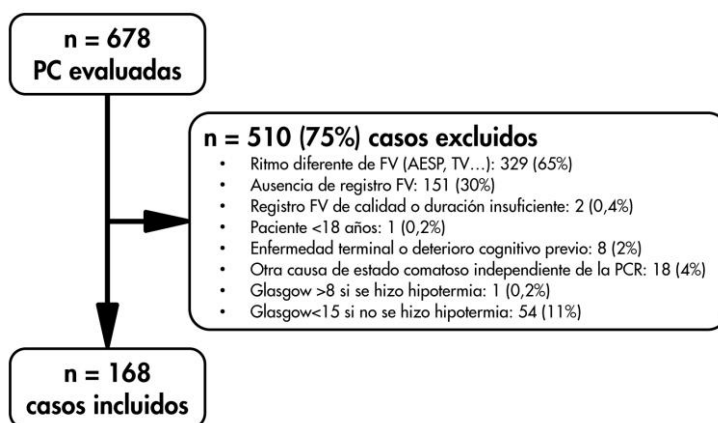 n = 678
PC evaluadas
n = 510 (75%) casos excluidos
• Ritmo diferente de FV (AESP, TV...): 329 (65%)
• Ausencia de registro FV: 151 (30%)
• Registro FV de calidad o duración insuficiente: 2 (0,4%)
• Paciente <18 años: 1 (0,2%)
• Enfermedad terminal o deterioro cognitivo previo: 8 (2%)
• Otra causa de estado comatoso independiente de la PCR: 18 (4%)
• Glasgow >8 si se hizo hipotermia: 1 (0,2%)
• Glasgow<15 si no se hizo hipotermia: 54 (11%)
n = 168
casos incluidos